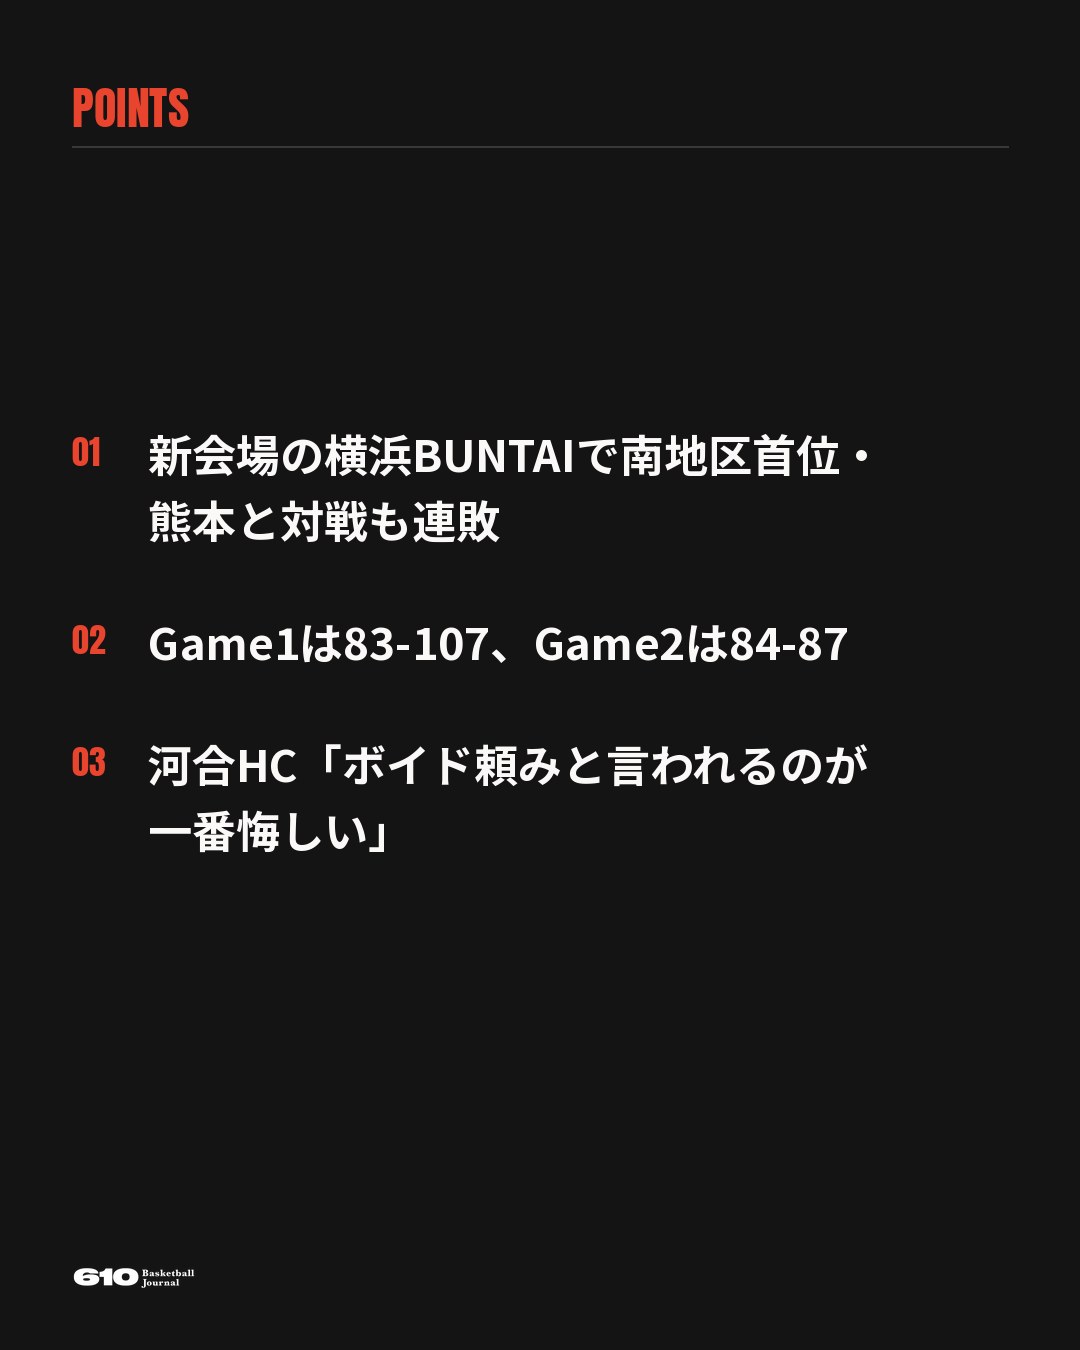 POINTS
01 新会場の横浜BUNTAIで南地区首位・
熊本と対戦も連敗
02 Game1は83-107、Game2は84-87
03 河合HC「ボイド頼みと言われるのが
一番悔しい」
610 Basketball
Journal